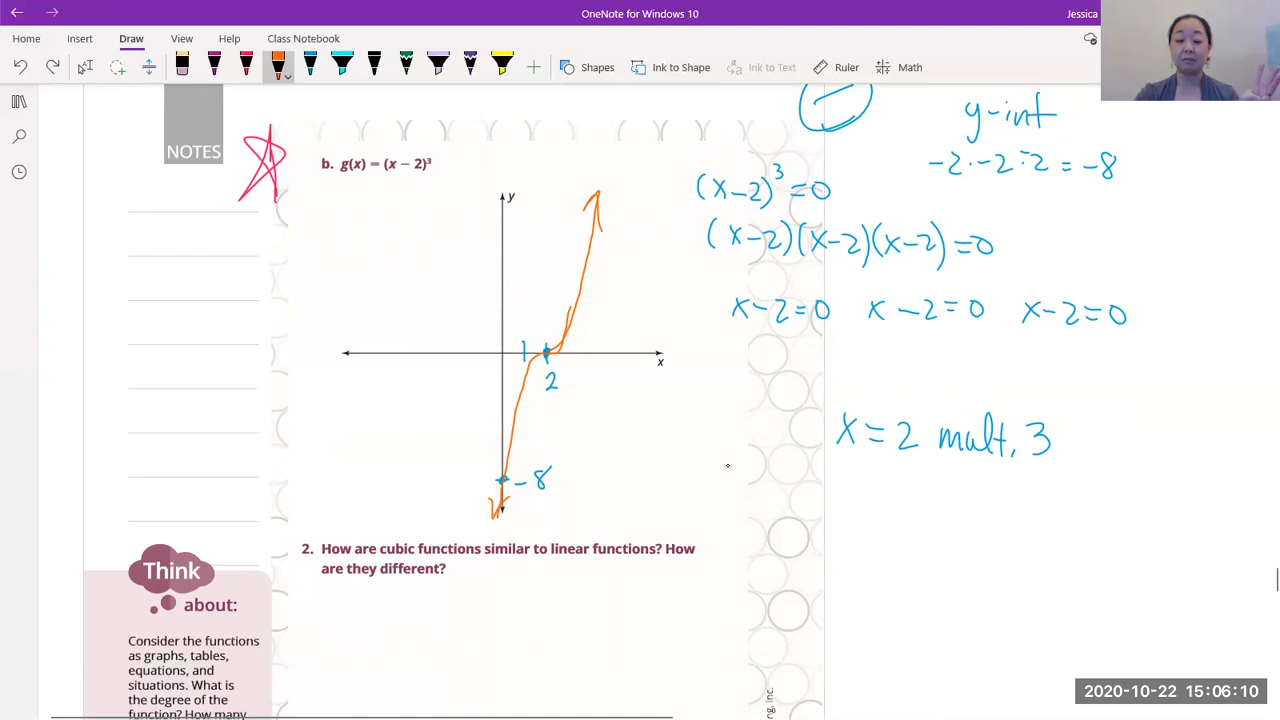 OneNote for Windows 10
Jessica
Home Insert Draw View Help Class Notebook
Shapes Ink to Shape Ink to Text Ruler Math
NOTES
b. g(x) = (x − 2)³
y
x
1
2
-8
y-int
-2·-2·-2 = -8
(x-2)³=0
(x-2)(x-2)(x-2)=0
x-2=0 x-2=0 x-2=0
x=2 mult. 3
2. How are cubic functions similar to linear functions? How
are they different?
Think
about:
Consider the functions
as graphs, tables,
equations, and
situations. What is
the degree of the
function? How many
ng, Inc.
2020-10-22 15:06:10